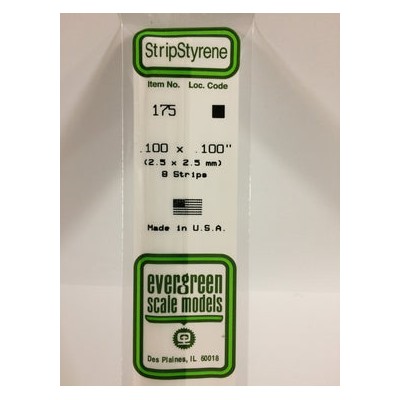 StripStyrene
Item No. Loc. Code
175
.100 x .100"
(2.5 x 2.5 mm)
8 Strips
Made in U.S.A.
evergreen
scale models
Des Plaines, IL 60018